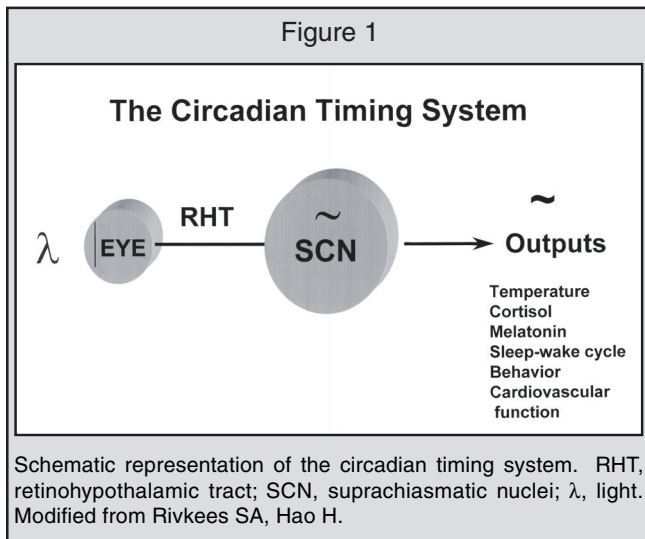 Figure 1
The Circadian Timing System
λ
EYE
RHT
~
SCN
~
Outputs
Temperature
Cortisol
Melatonin
Sleep-wake cycle
Behavior
Cardiovascular
function
Schematic representation of the circadian timing system. RHT,
retinohypothalamic tract; SCN, suprachiasmatic nuclei; λ, light.
Modified from Rivkees SA, Hao H.